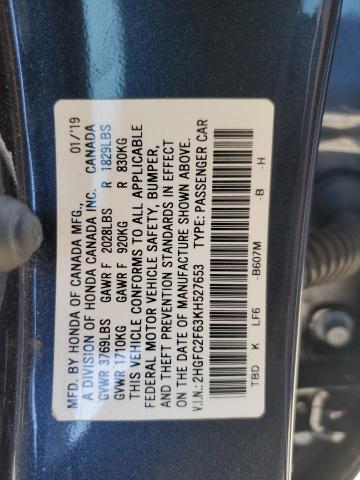 MFD. BY HONDA OF CANADA MFG., 01/'19
A DIVISION OF HONDA CANADA INC. CANADA
GVWR 3769LBS GAWR F 2028LBS R 1829LBS
GVWR 1710KG GAWR F 920KG R 830KG
THIS VEHICLE CONFORMS TO ALL APPLICABLE
FEDERAL MOTOR VEHICLE SAFETY, BUMPER,
AND THEFT PREVENTION STANDARDS IN EFFECT
ON THE DATE OF MANUFACTURE SHOWN ABOVE.
V.I.N.: 2HGFC2F63KH527653 TYPE: PASSENGER CAR
TBD K LF6 -B607M -B -H